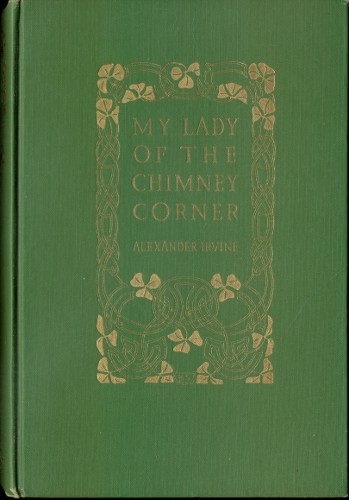 MY LADY
OF THE
CHIMNEY
CORNER
ALEXANDER IRVINE